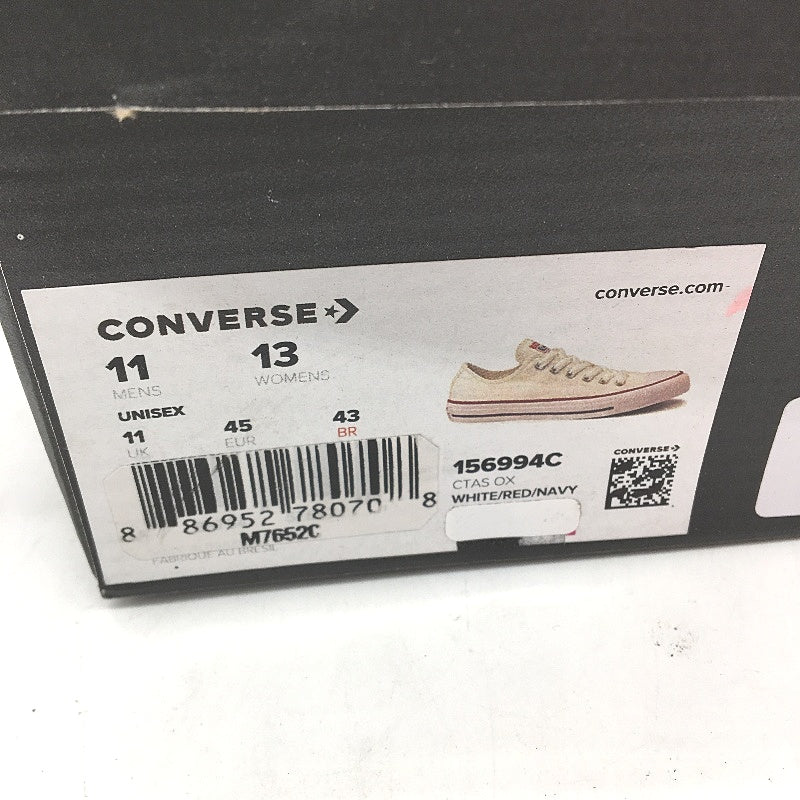 converse.com
CONVERSE
11 13
MENS WOMENS
UNISEX
11 45 43
UK EUR BR
8 86952 78070 8
M7652C
FABRIQUÉ AU BRÉSIL
156994C
CTAS OX
WHITE/RED/NAVY
CONVERSE